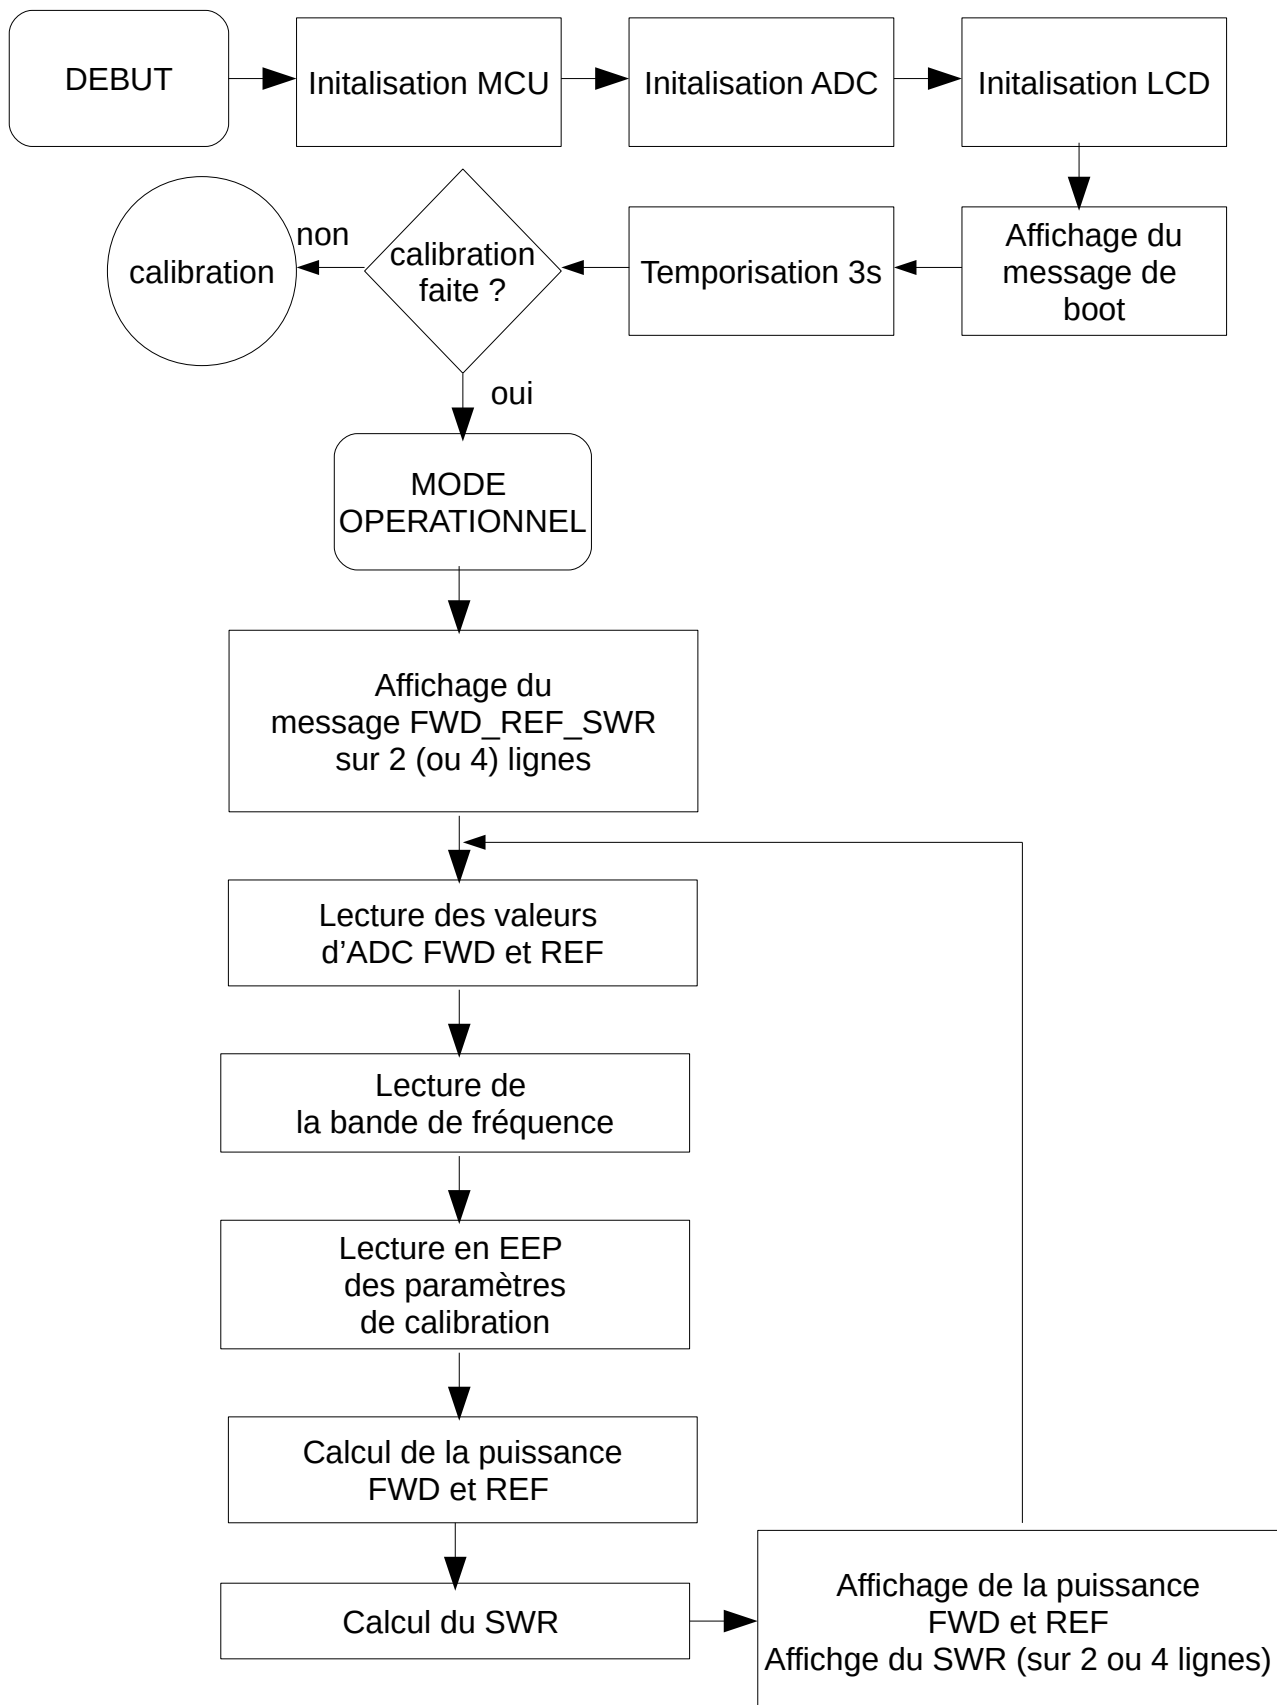 DEBUT
Initalisation MCU
Initalisation ADC
Initalisation LCD
Affichage du
message de
boot
Temporisation 3s
calibration
faite ?
non
calibration
oui
MODE
OPERATIONNEL
Affichage du
message FWD_REF_SWR
sur 2 (ou 4) lignes
Lecture des valeurs
d’ADC FWD et REF
Lecture de
la bande de fréquence
Lecture en EEP
des paramètres
de calibration
Calcul de la puissance
FWD et REF
Calcul du SWR
Affichage de la puissance
FWD et REF
Affichge du SWR (sur 2 ou 4 lignes)